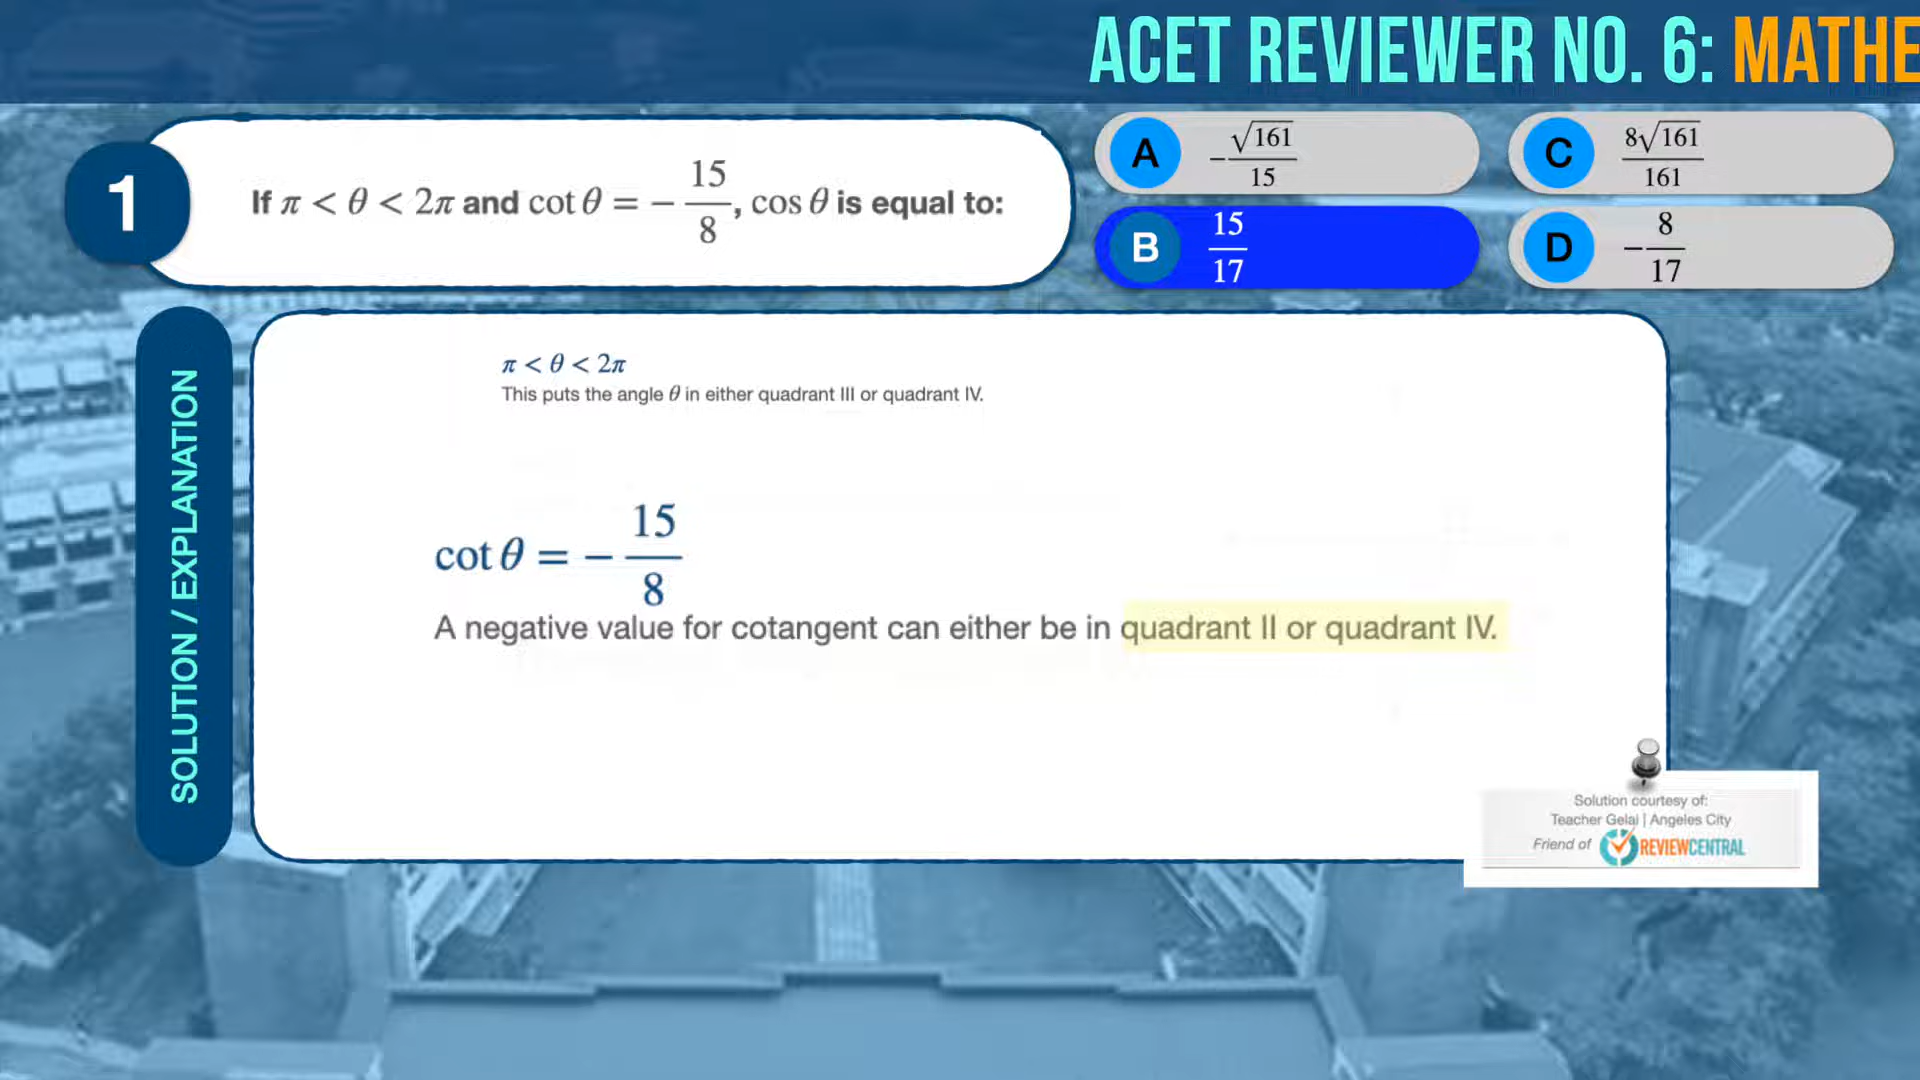 ACET REVIEWER NO. 6: MATHE
1
If π < θ < 2π and cot θ = − 15/8, cos θ is equal to:
A −√161/15
C 8√161/161
B 15/17
D −8/17
SOLUTION / EXPLANATION
π < θ < 2π
This puts the angle θ in either quadrant III or quadrant IV.
cot θ = − 15/8
A negative value for cotangent can either be in quadrant II or quadrant IV.
Solution courtesy of:
Teacher Gelai | Angeles City
Friend of REVIEWCENTRAL